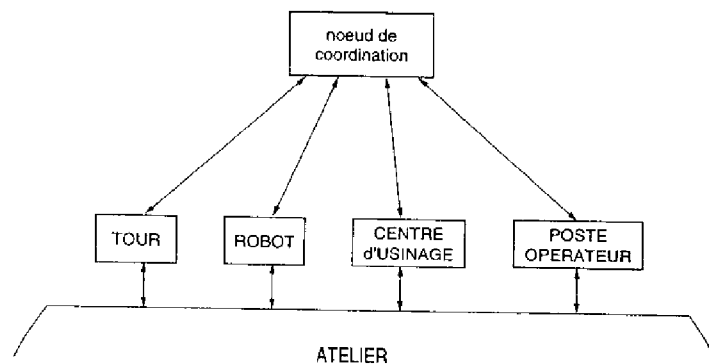 noeud de
coordination
TOUR
ROBOT
CENTRE
d'USINAGE
POSTE
OPERATEUR
ATELIER